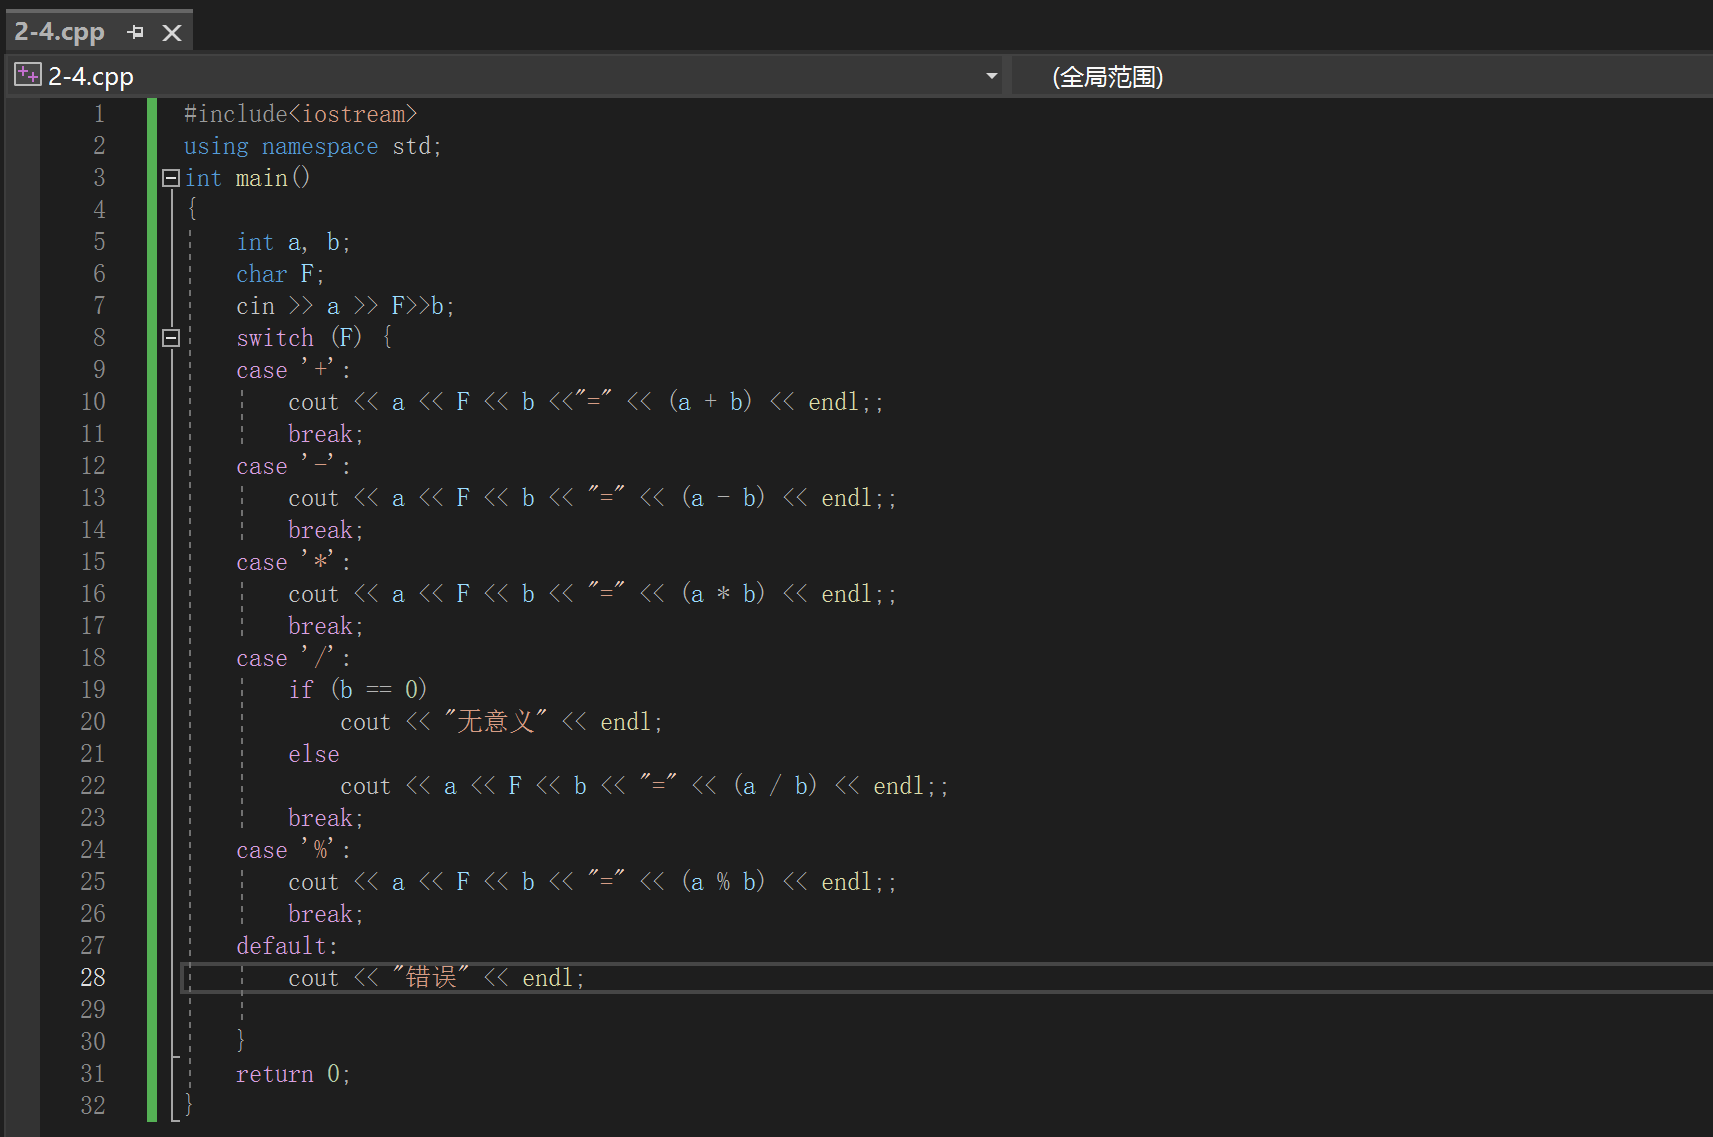 2-4.cpp
2-4.cpp (全局范围)
1 #include<iostream>
2 using namespace std;
3 int main()
4 {
5 int a, b;
6 char F;
7 cin >> a >> F>>b;
8 switch (F) {
9 case '+':
10 cout << a << F << b <<"=" << (a + b) << endl;;
11 break;
12 case '-':
13 cout << a << F << b << "=" << (a - b) << endl;;
14 break;
15 case '*':
16 cout << a << F << b << "=" << (a * b) << endl;;
17 break;
18 case '/':
19 if (b == 0)
20 cout << "无意义" << endl;
21 else
22 cout << a << F << b << "=" << (a / b) << endl;;
23 break;
24 case '%':
25 cout << a << F << b << "=" << (a % b) << endl;;
26 break;
27 default:
28 cout << "错误" << endl;
29
30 }
31 return 0;
32 }